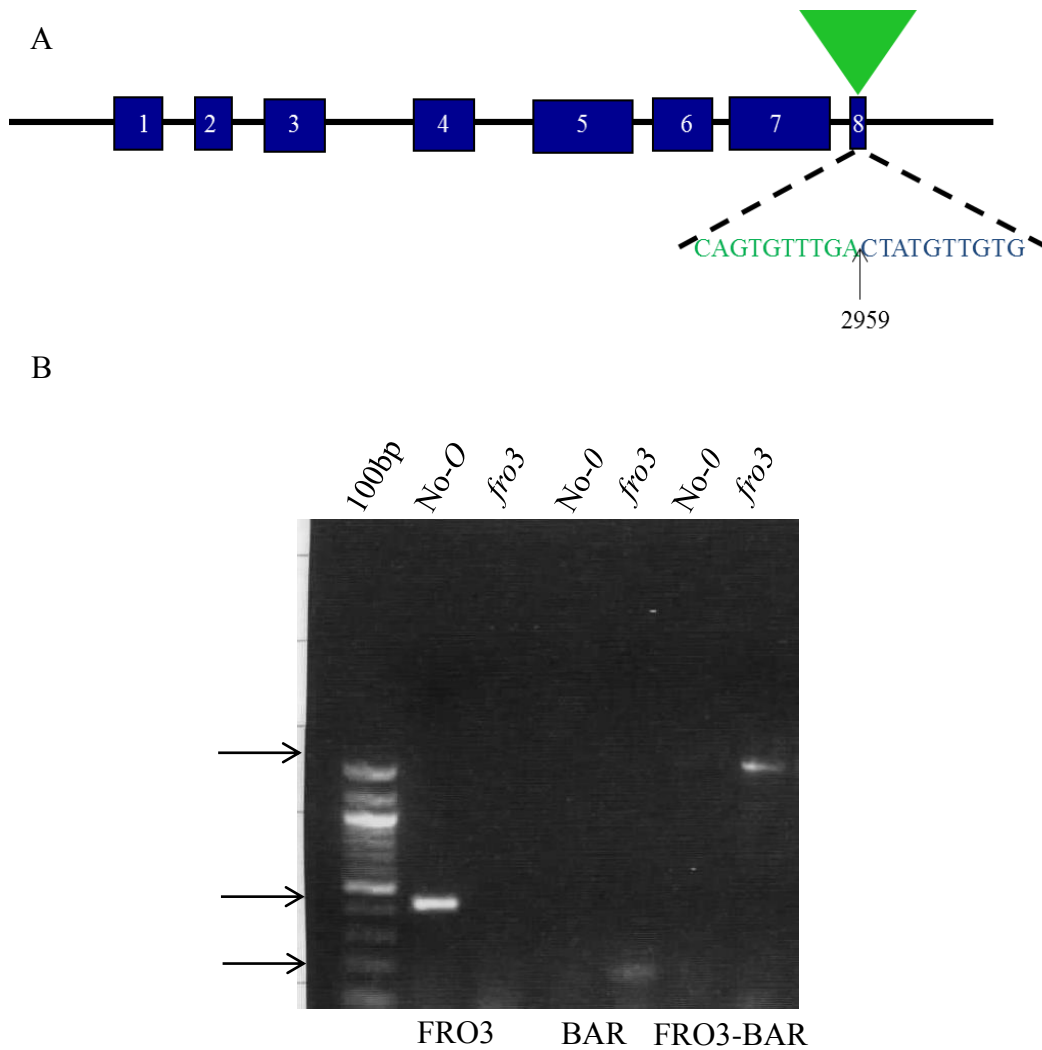 A
1 2 3 4 5 6 7 8
CAGTGTTTGACTATGTTGTG
2959
B
100bp No-O fro3 No-0 fro3 No-0 fro3
FRO3 BAR FRO3-BAR